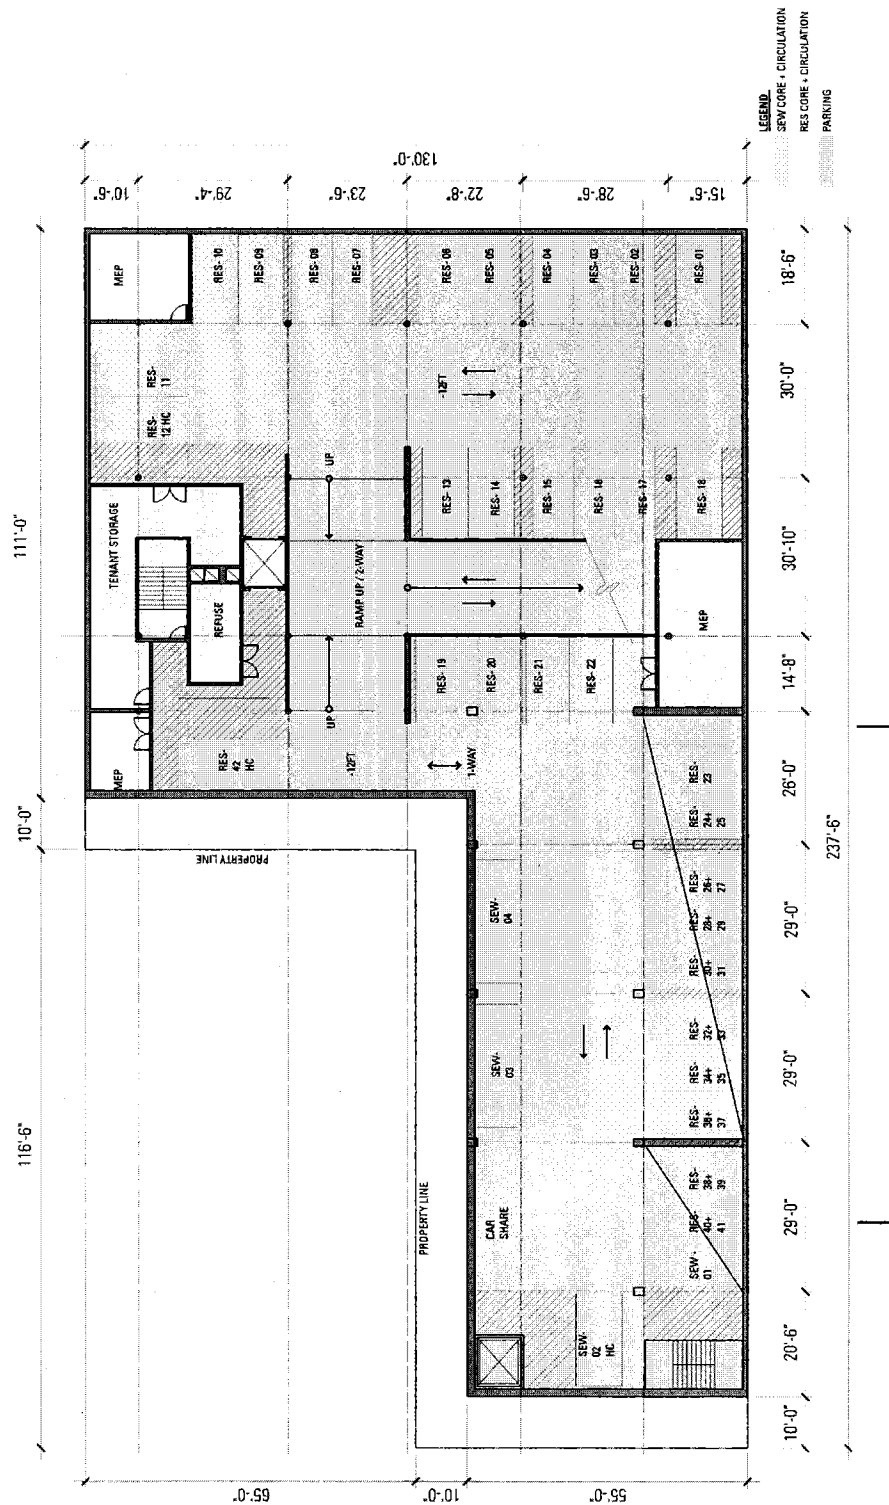 LEGEND
SEW CORE + CIRCULATION
RES CORE + CIRCULATION
PARKING
130'-0"
10'-6"
29'-4"
23'-6"
22'-8"
28'-6"
15'-6"
MEP
RES-10
RES-09
RES-08
RES-07
RES-06
RES-05
RES-04
RES-03
RES-02
RES-01
18'-6"
RES-
11
RES-
12 HC
-12FT
30'-0"
111'-0"
TENANT STORAGE
UP
RES-13
RES-14
RES-15
RES-16
RES-17
RES-18
REFUSE
RAMP UP / 2-WAY
MEP
30'-10"
UP
RES-19
RES-20
RES-21
RES-22
14'-8"
MEP
RES-
42
HC
-12FT
1-WAY
RES-
23
RES-
24+
25
26'-0"
10'-0"
PROPERTY LINE
237'-6"
SEW-
04
RES-
26+
27
RES-
28+
29
RES-
30+
31
29'-0"
SEW-
03
RES-
32+
33
RES-
34+
35
RES-
36+
37
29'-0"
116'-6"
PROPERTY LINE
CAR
SHARE
RES-
38+
39
RES-
40+
41
SEW-
01
29'-0"
SEW-
02
HC
20'-6"
10'-0"
65'-0"
10'-0"
55'-0"